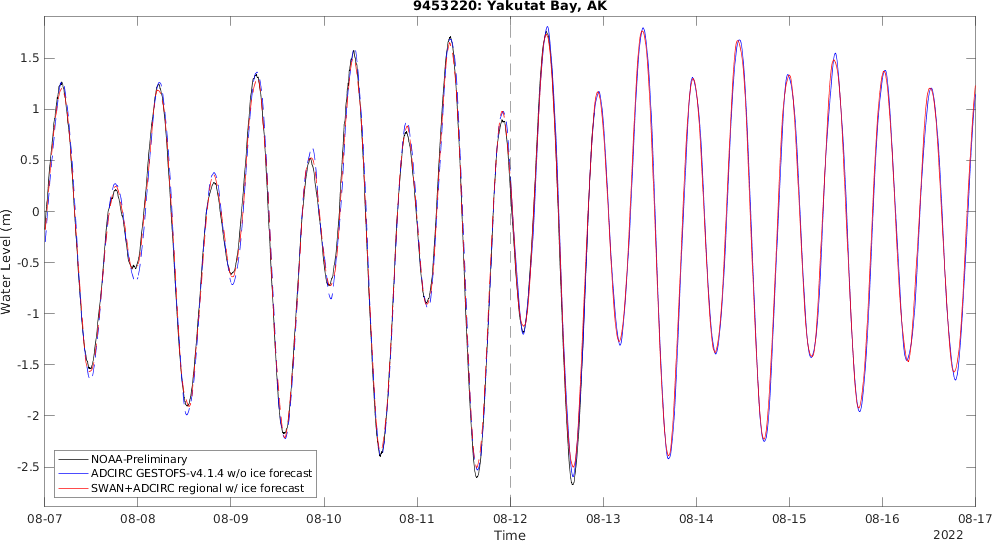 9453220: Yakutat Bay, AK
Water Level (m)
1.5
1
0.5
0
-0.5
-1
-1.5
-2
-2.5
NOAA-Preliminary
ADCIRC GESTOFS-v4.1.4 w/o ice forecast
SWAN+ADCIRC regional w/ ice forecast
08-07 08-08 08-09 08-10 08-11 08-12 08-13 08-14 08-15 08-16 08-17
Time 2022